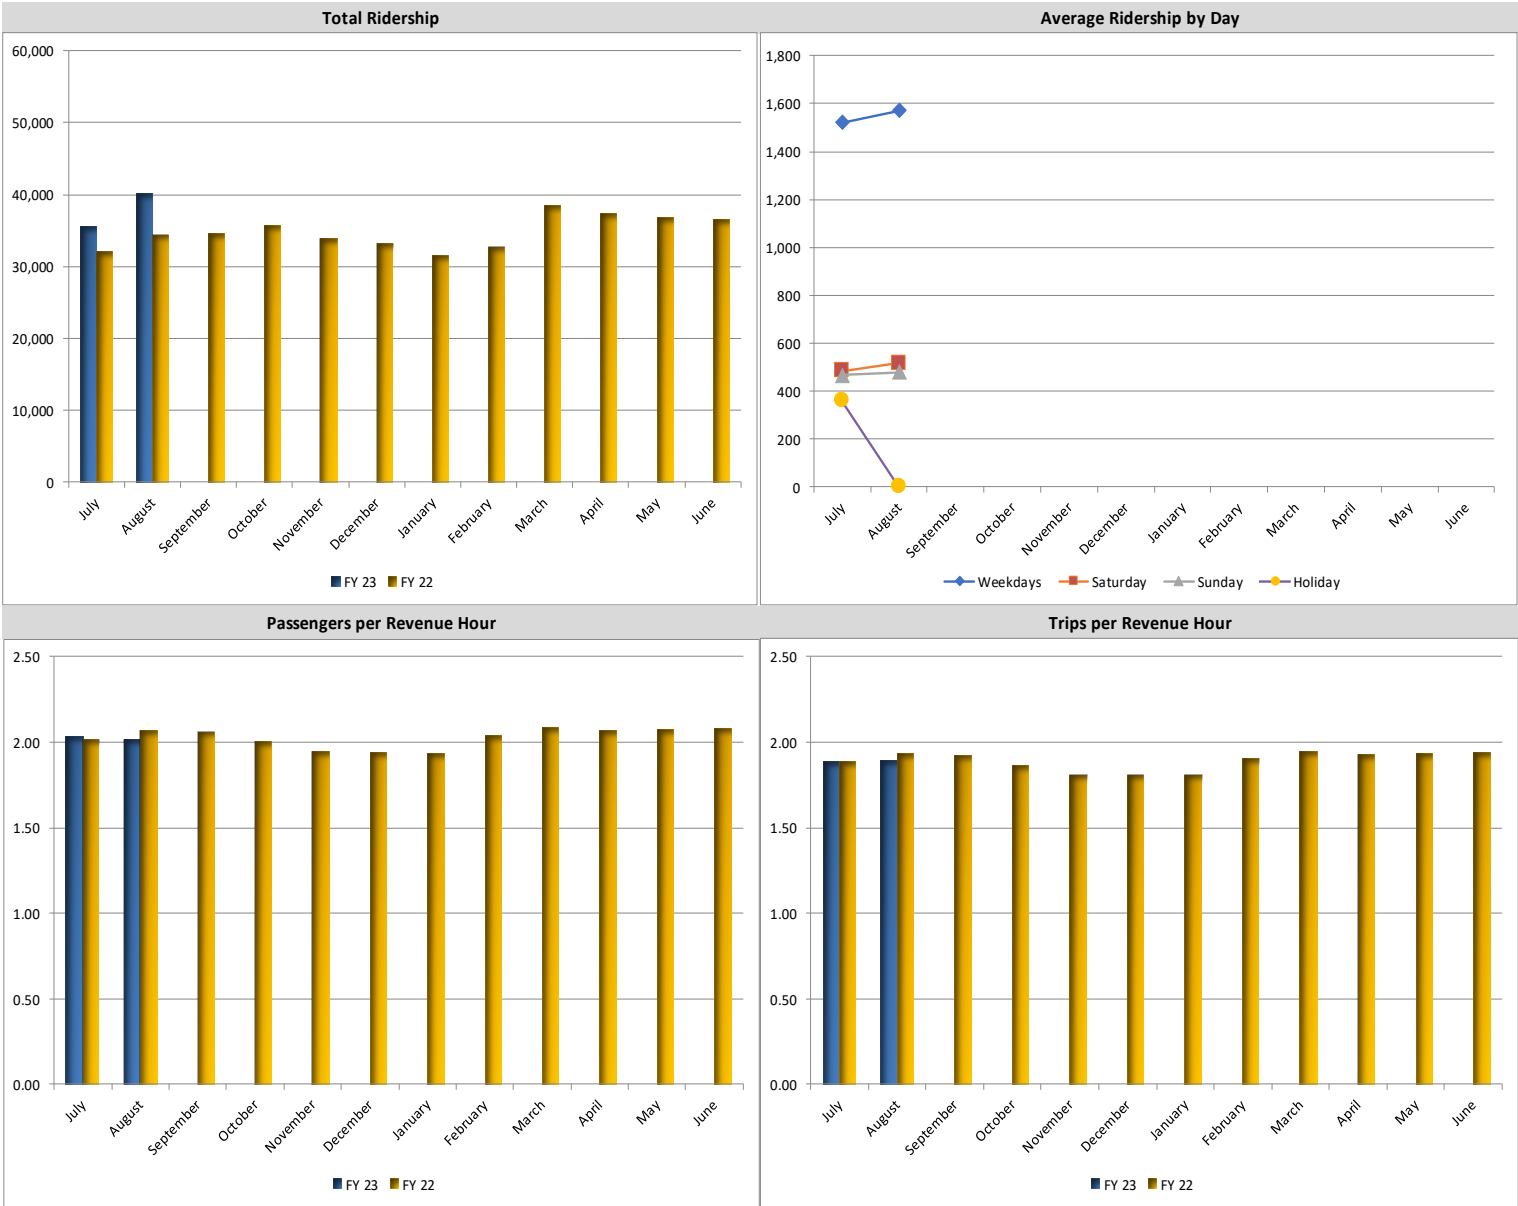 Total Ridership
60,000
50,000
40,000
30,000
20,000
10,000
0
July
August
September
October
November
December
January
February
March
April
May
June
FY 23 FY 22
Average Ridership by Day
1,800
1,600
1,400
1,200
1,000
800
600
400
200
0
July
August
September
October
November
December
January
February
March
April
May
June
Weekdays Saturday Sunday Holiday
Passengers per Revenue Hour
2.50
2.00
1.50
1.00
0.50
0.00
July
August
September
October
November
December
January
February
March
April
May
June
FY 23 FY 22
Trips per Revenue Hour
2.50
2.00
1.50
1.00
0.50
0.00
July
August
September
October
November
December
January
February
March
April
May
June
FY 23 FY 22